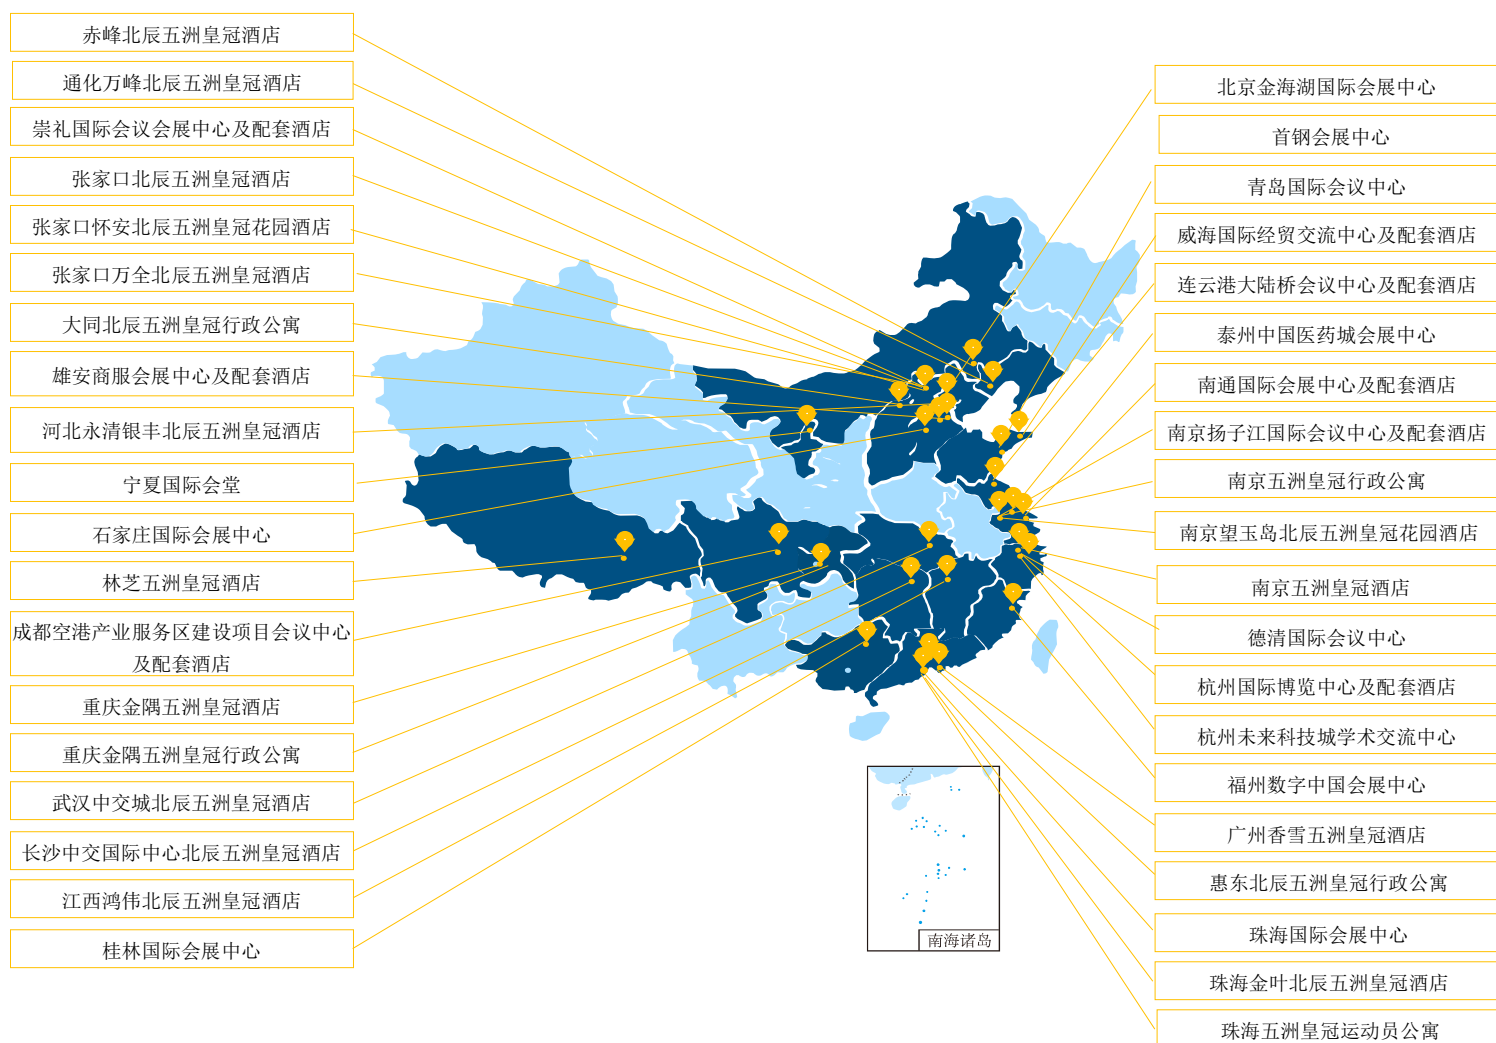 赤峰北辰五洲皇冠酒店
通化万峰北辰五洲皇冠酒店
崇礼国际会议会展中心及配套酒店
张家口北辰五洲皇冠酒店
张家口怀安北辰五洲皇冠花园酒店
张家口万全北辰五洲皇冠酒店
大同北辰五洲皇冠行政公寓
雄安商服会展中心及配套酒店
河北永清银丰北辰五洲皇冠酒店
宁夏国际会堂
石家庄国际会展中心
林芝五洲皇冠酒店
成都空港产业服务区建设项目会议中心
及配套酒店
重庆金隅五洲皇冠酒店
重庆金隅五洲皇冠行政公寓
武汉中交城北辰五洲皇冠酒店
长沙中交国际中心北辰五洲皇冠酒店
江西鸿伟北辰五洲皇冠酒店
桂林国际会展中心
北京金海湖国际会展中心
首钢会展中心
青岛国际会议中心
威海国际经贸交流中心及配套酒店
连云港大陆桥会议中心及配套酒店
泰州中国医药城会展中心
南通国际会展中心及配套酒店
南京扬子江国际会议中心及配套酒店
南京五洲皇冠行政公寓
南京望玉岛北辰五洲皇冠花园酒店
南京五洲皇冠酒店
德清国际会议中心
杭州国际博览中心及配套酒店
杭州未来科技城学术交流中心
福州数字中国会展中心
广州香雪五洲皇冠酒店
惠东北辰五洲皇冠行政公寓
珠海国际会展中心
珠海金叶北辰五洲皇冠酒店
珠海五洲皇冠运动员公寓
南海诸岛